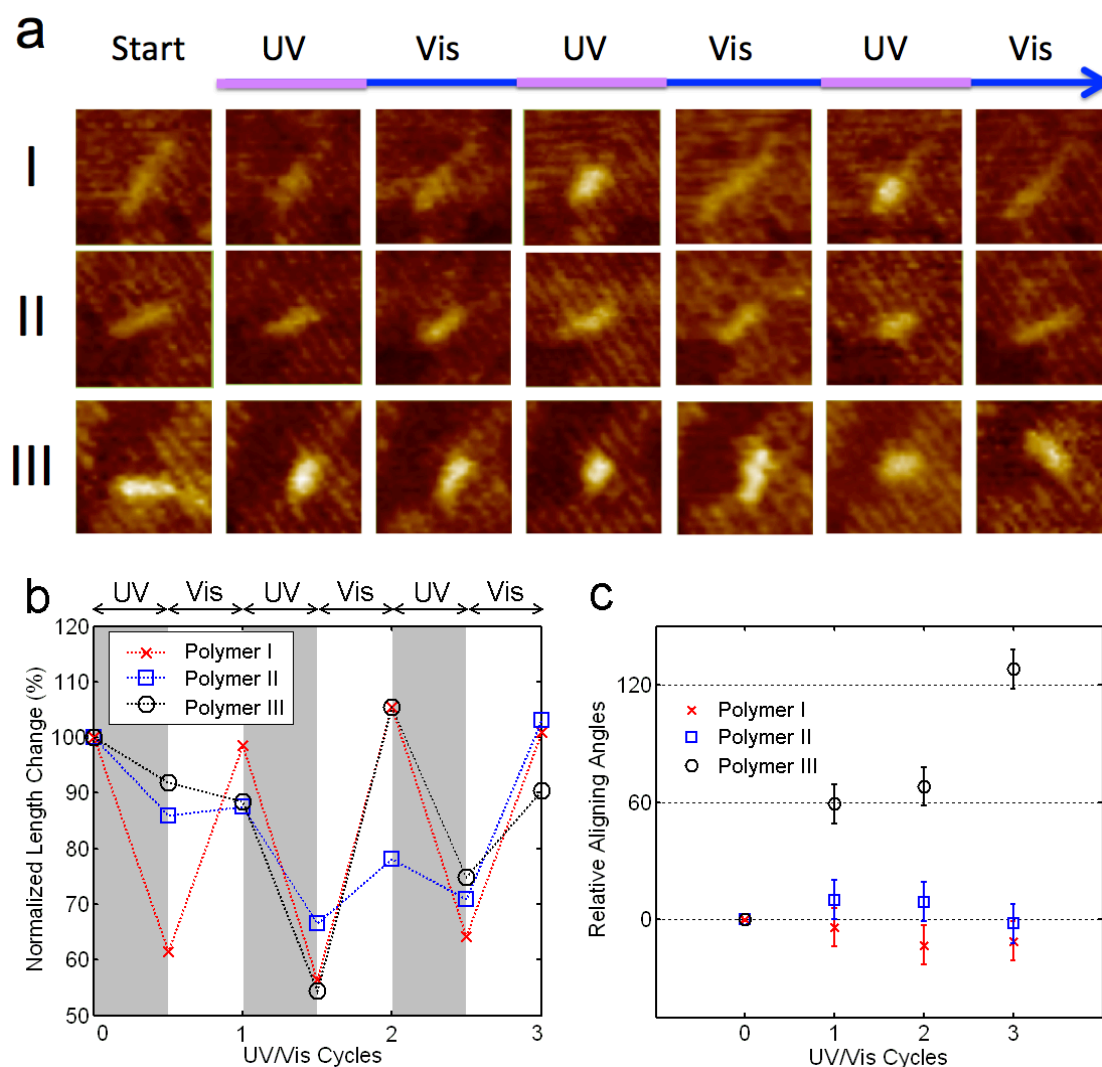 a
Start UV Vis UV Vis UV Vis
I
II
III
b
UV Vis UV Vis UV Vis
120
110
100
90
80
70
60
50
Normalized Length Change (%)
Polymer I
Polymer II
Polymer III
0 1 2 3
UV/Vis Cycles
c
120
60
0
Relative Aligning Angles
Polymer I
Polymer II
Polymer III
0 1 2 3
UV/Vis Cycles